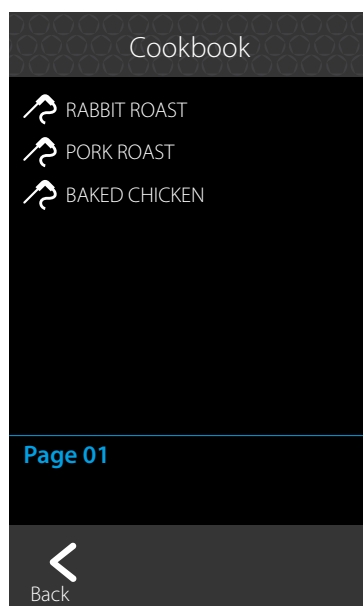 Cookbook
RABBIT ROAST
PORK ROAST
BAKED CHICKEN
Page 01
Back